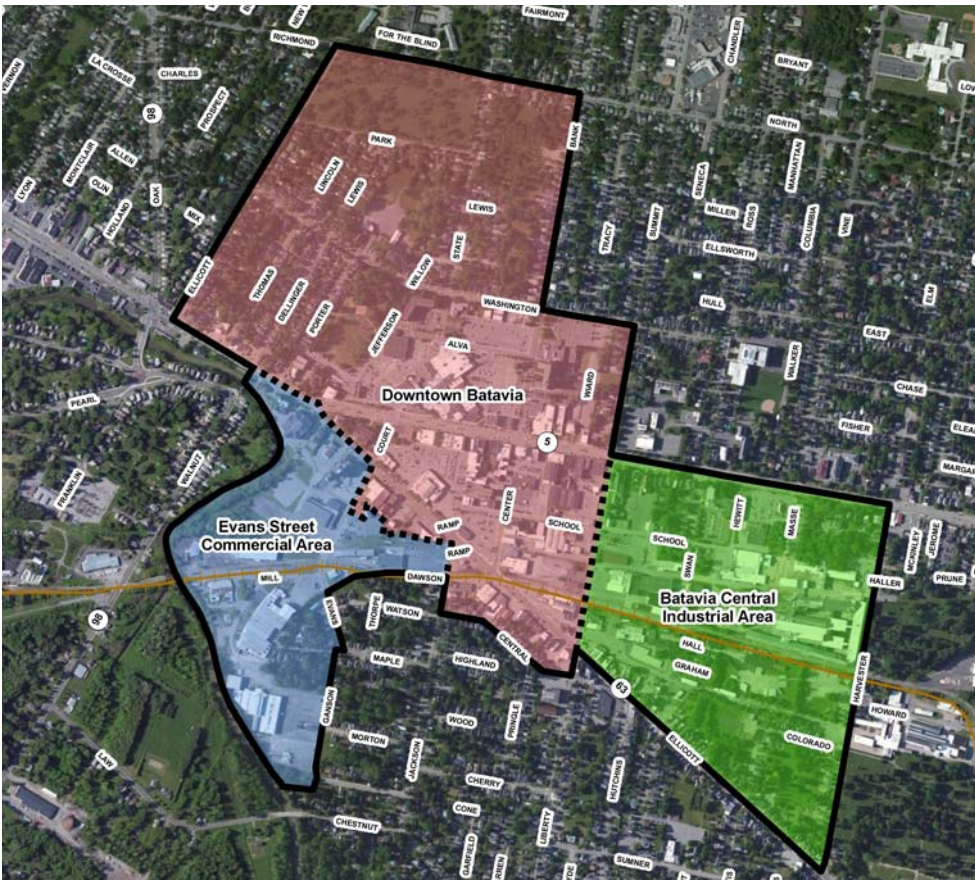 NEW
FAIRMONT
RICHMOND
FOR THE BLIND
CHANDLER
VERNON
LA CROSSE
CHARLES
BRYANT
PROSPECT
98
NORTH
BANK
PARK
MONTCLAIR
ALLEN
LINCOLN
LEWIS
SENECA
MANHATTAN
LYON
OLIN
HOLLAND
OAK
MIX
LEWIS
MILLER
ROSS
COLUMBIA
VINE
SUMMIT
TRACY
STATE
ELLSWORTH
ELLICOTT
THOMAS
DELLINGER
PORTER
WILLOW
WASHINGTON
HULL
ELM
JEFFERSON
ALVA
EAST
WALKER
WIARD
CHASE
PEARL
Downtown Batavia
FISHER
COURT
5
WALNUT
FRANKLIN
Evans Street
Commercial Area
RAMP
CENTER
SCHOOL
HEWITT
MASSE
SCHOOL
SWAN
MCKINLEY
JEROME
RAMP
MILL
DAWSON
HALLER
PRUNE
Batavia Central
Industrial Area
98
EVANS
THORPE
WATSON
CENTRAL
HALL
MAPLE
HIGHLAND
GRAHAM
HARVESTER
63
HOWARD
GANSON
WOOD
PRINGLE
MORTON
JACKSON
ELLICOTT
COLORADO
LAW
CHERRY
HUTCHINS
CONE
CHESTNUT
LIBERTY
GARFIELD
SUMNER